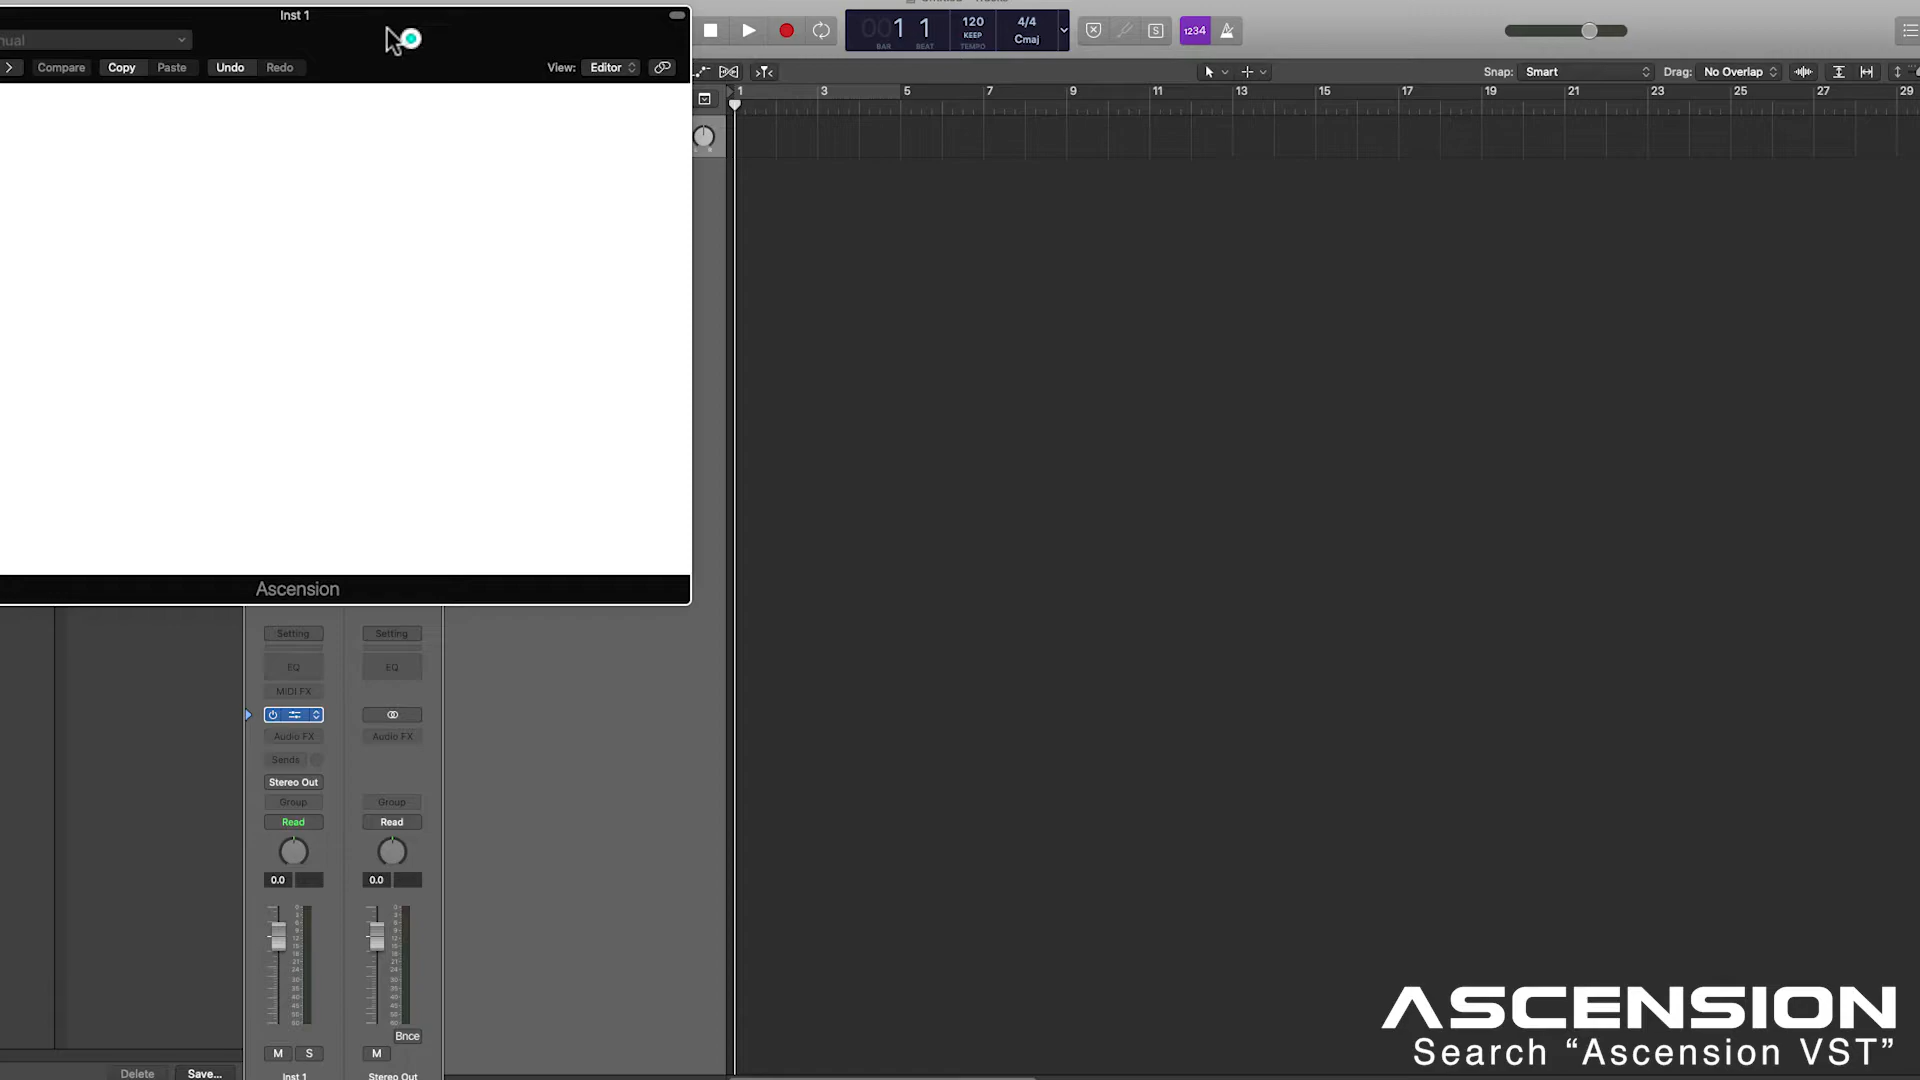 Inst 1
nual
Compare Copy Paste Undo Redo
View: Editor
1 1
BAR BEAT
120
KEEP
TEMPO
4/4
Cmaj
S
1234
Snap: Smart
Drag: No Overlap
1 3 5 7 9 11 13 15 17 19 21 23 25 27 29
Ascension
Setting Setting
EQ EQ
MIDI FX
Audio FX Audio FX
Sends
Stereo Out
Group Group
Read Read
0.0 0.0
Bnce
M S M
Inst 1 Stereo Out
Delete Save...
ASCENSION
Search “Ascension VST”